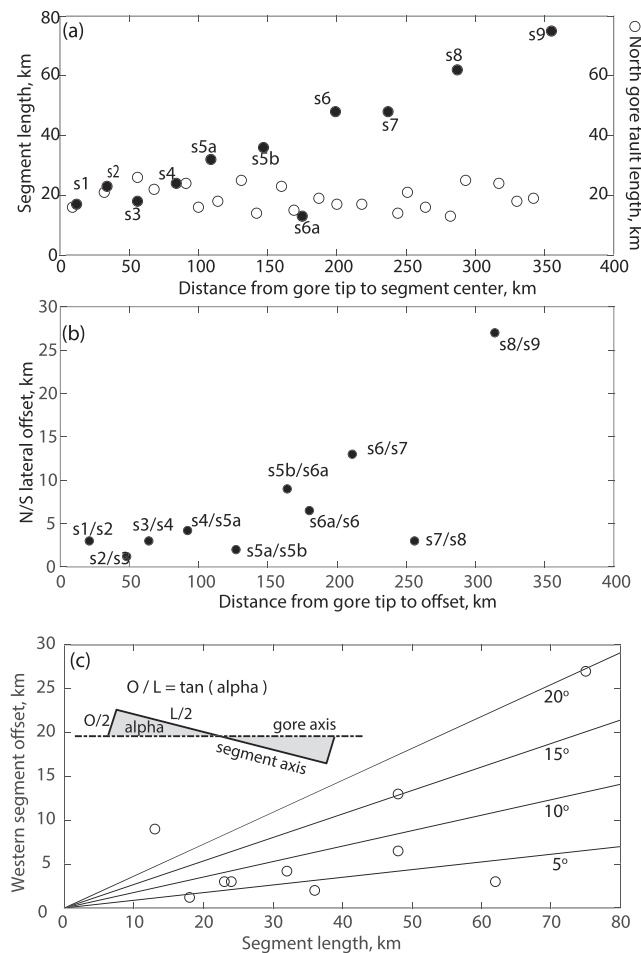 (a)
80
60
40
20
0
Segment length, km
s1
s2
s3
s4
s5a
s5b
s6a
s6
s7
s8
s9
60
40
20
North gore fault length, km
0
50
100
150
200
250
300
350
400
Distance from gore tip to segment center, km
(b)
30
25
20
15
10
5
0
N/S lateral offset, km
s1/s2
s2/s3
s3/s4
s4/s5a
s5a/s5b
s5b/s6a
s6a/s6
s6/s7
s7/s8
s8/s9
0
50
100
150
200
250
300
350
400
Distance from gore tip to offset, km
(c)
30
25
20
15
10
5
0
Western segment offset, km
O / L = tan ( alpha )
O/2
L/2
alpha
gore axis
segment axis
20°
15°
10°
5°
0
10
20
30
40
50
60
70
80
Segment length, km